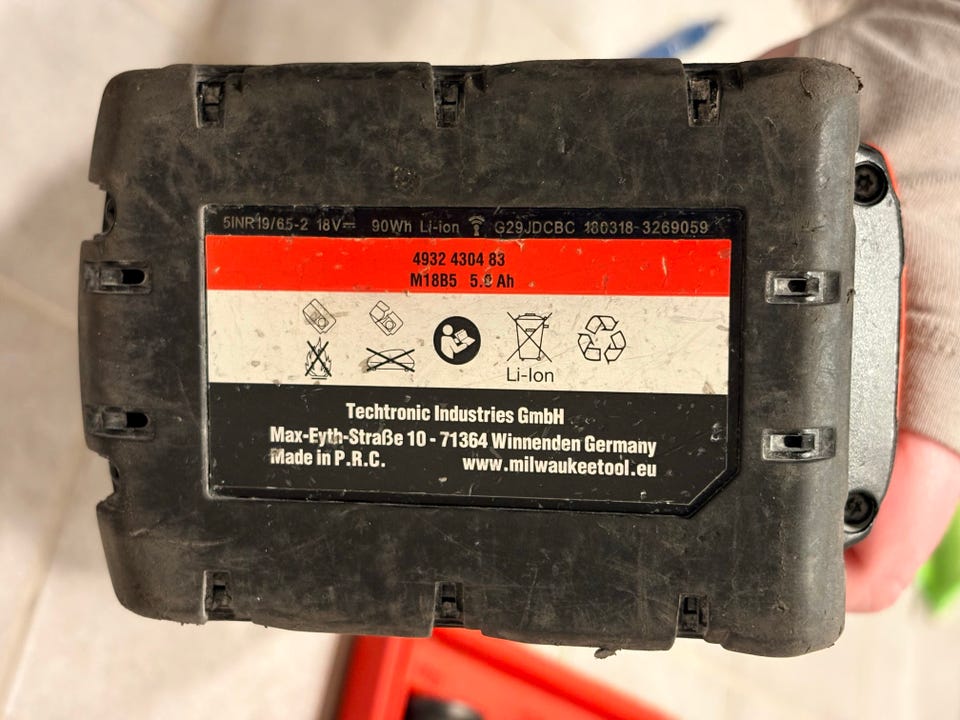 5INR19/65-2 18V⎓ 90Wh Li-ion G29JDCBC 180318-3269059
4932 4304 83
M18B5 5.0 Ah
Li-Ion
Techtronic Industries GmbH
Max-Eyth-Straße 10 - 71364 Winnenden Germany
Made in P.R.C. www.milwaukeetool.eu